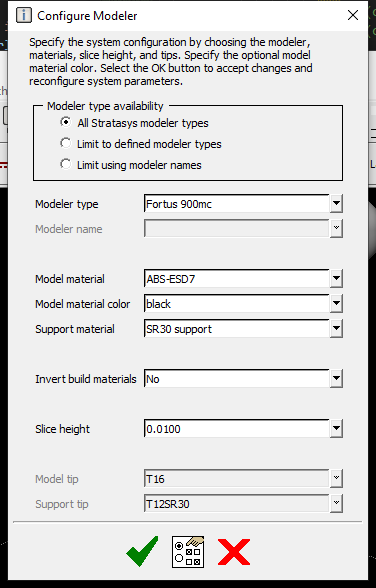 Configure Modeler
Specify the system configuration by choosing the modeler,
materials, slice height, and tips. Specify the optional model
material color. Select the OK button to accept changes and
reconfigure system parameters.
Modeler type availability
All Stratasys modeler types
Limit to defined modeler types
Limit using modeler names
Modeler type Fortus 900mc
Modeler name
Model material ABS-ESD7
Model material color black
Support material SR30 support
Invert build materials No
Slice height 0.0100
Model tip T16
Support tip T12SR30